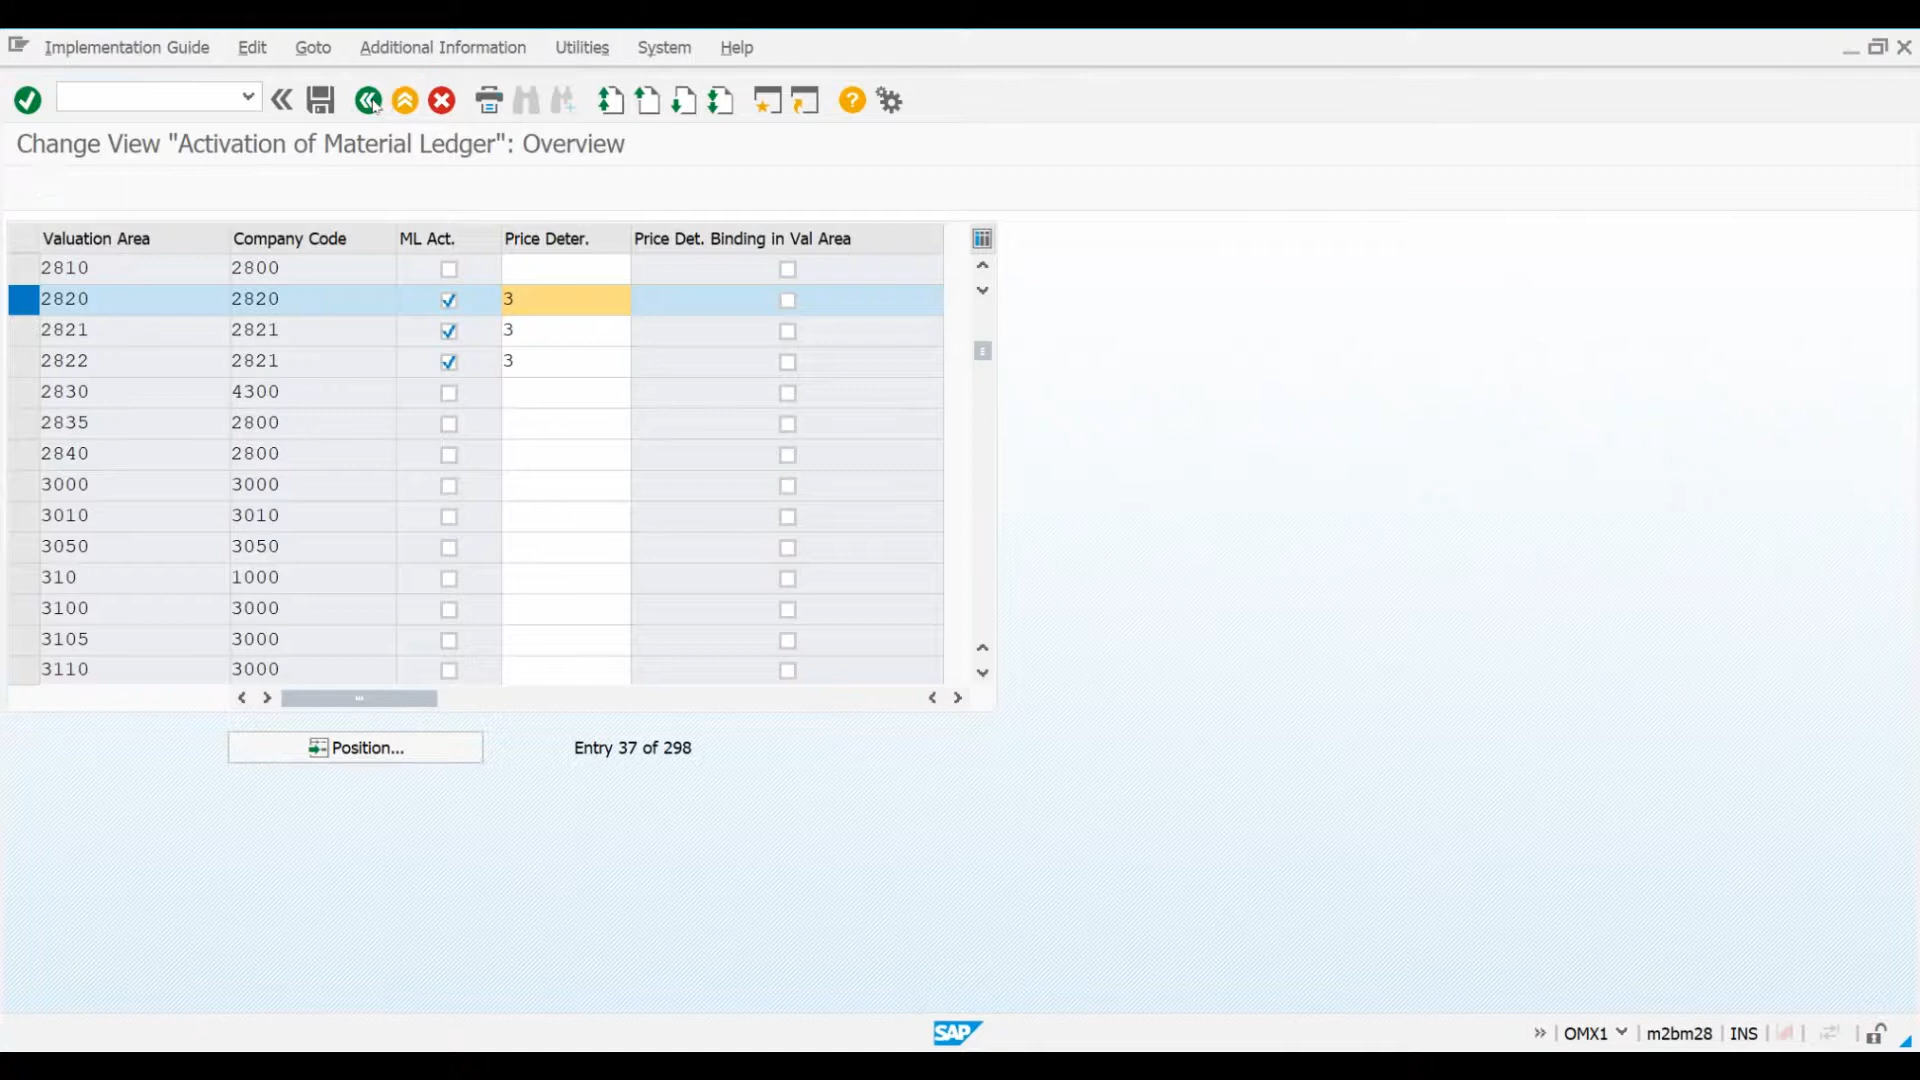 Implementation Guide Edit Goto Additional Information Utilities System Help
Change View "Activation of Material Ledger": Overview
Valuation Area Company Code ML Act. Price Deter. Price Det. Binding in Val Area
2810 2800
2820 2820 3
2821 2821 3
2822 2821 3
2830 4300
2835 2800
2840 2800
3000 3000
3010 3010
3050 3050
310 1000
3100 3000
3105 3000
3110 3000
Position... Entry 37 of 298
SAP OMX1 m2bm28 INS